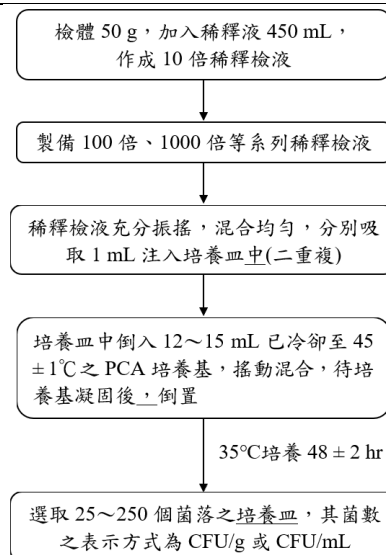 檢體 50 g，加入稀釋液 450 mL，
作成 10 倍稀釋檢液
製備 100 倍、1000 倍等系列稀釋檢液
稀釋檢液充分振搖，混合均勻，分別吸
取 1 mL 注入培養皿中(二重複)
培養皿中倒入 12～15 mL 已冷卻至 45
± 1℃之 PCA 培養基，搖動混合，待培
養基凝固後，倒置
35°C培養 48 ± 2 hr
選取 25～250 個菌落之培養皿，其菌數
之表示方式為 CFU/g 或 CFU/mL